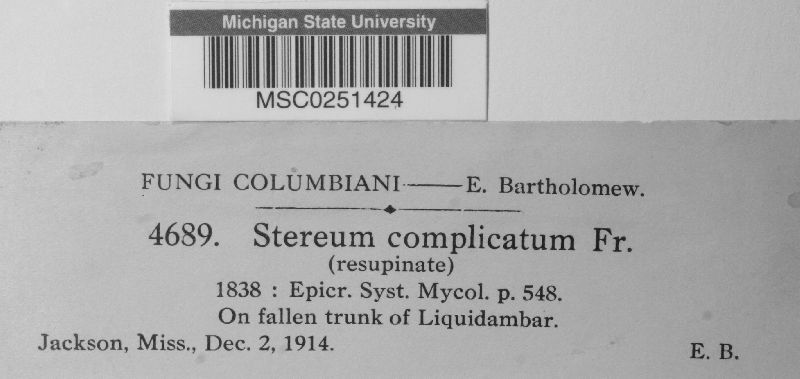 Michigan State University
MSC0251424
FUNGI COLUMBIANI — E. Bartholomew.
4689. Stereum complicatum Fr.
(resupinate)
1838 : Epicr. Syst. Mycol. p. 548.
On fallen trunk of Liquidambar.
Jackson, Miss., Dec. 2, 1914. E. B.